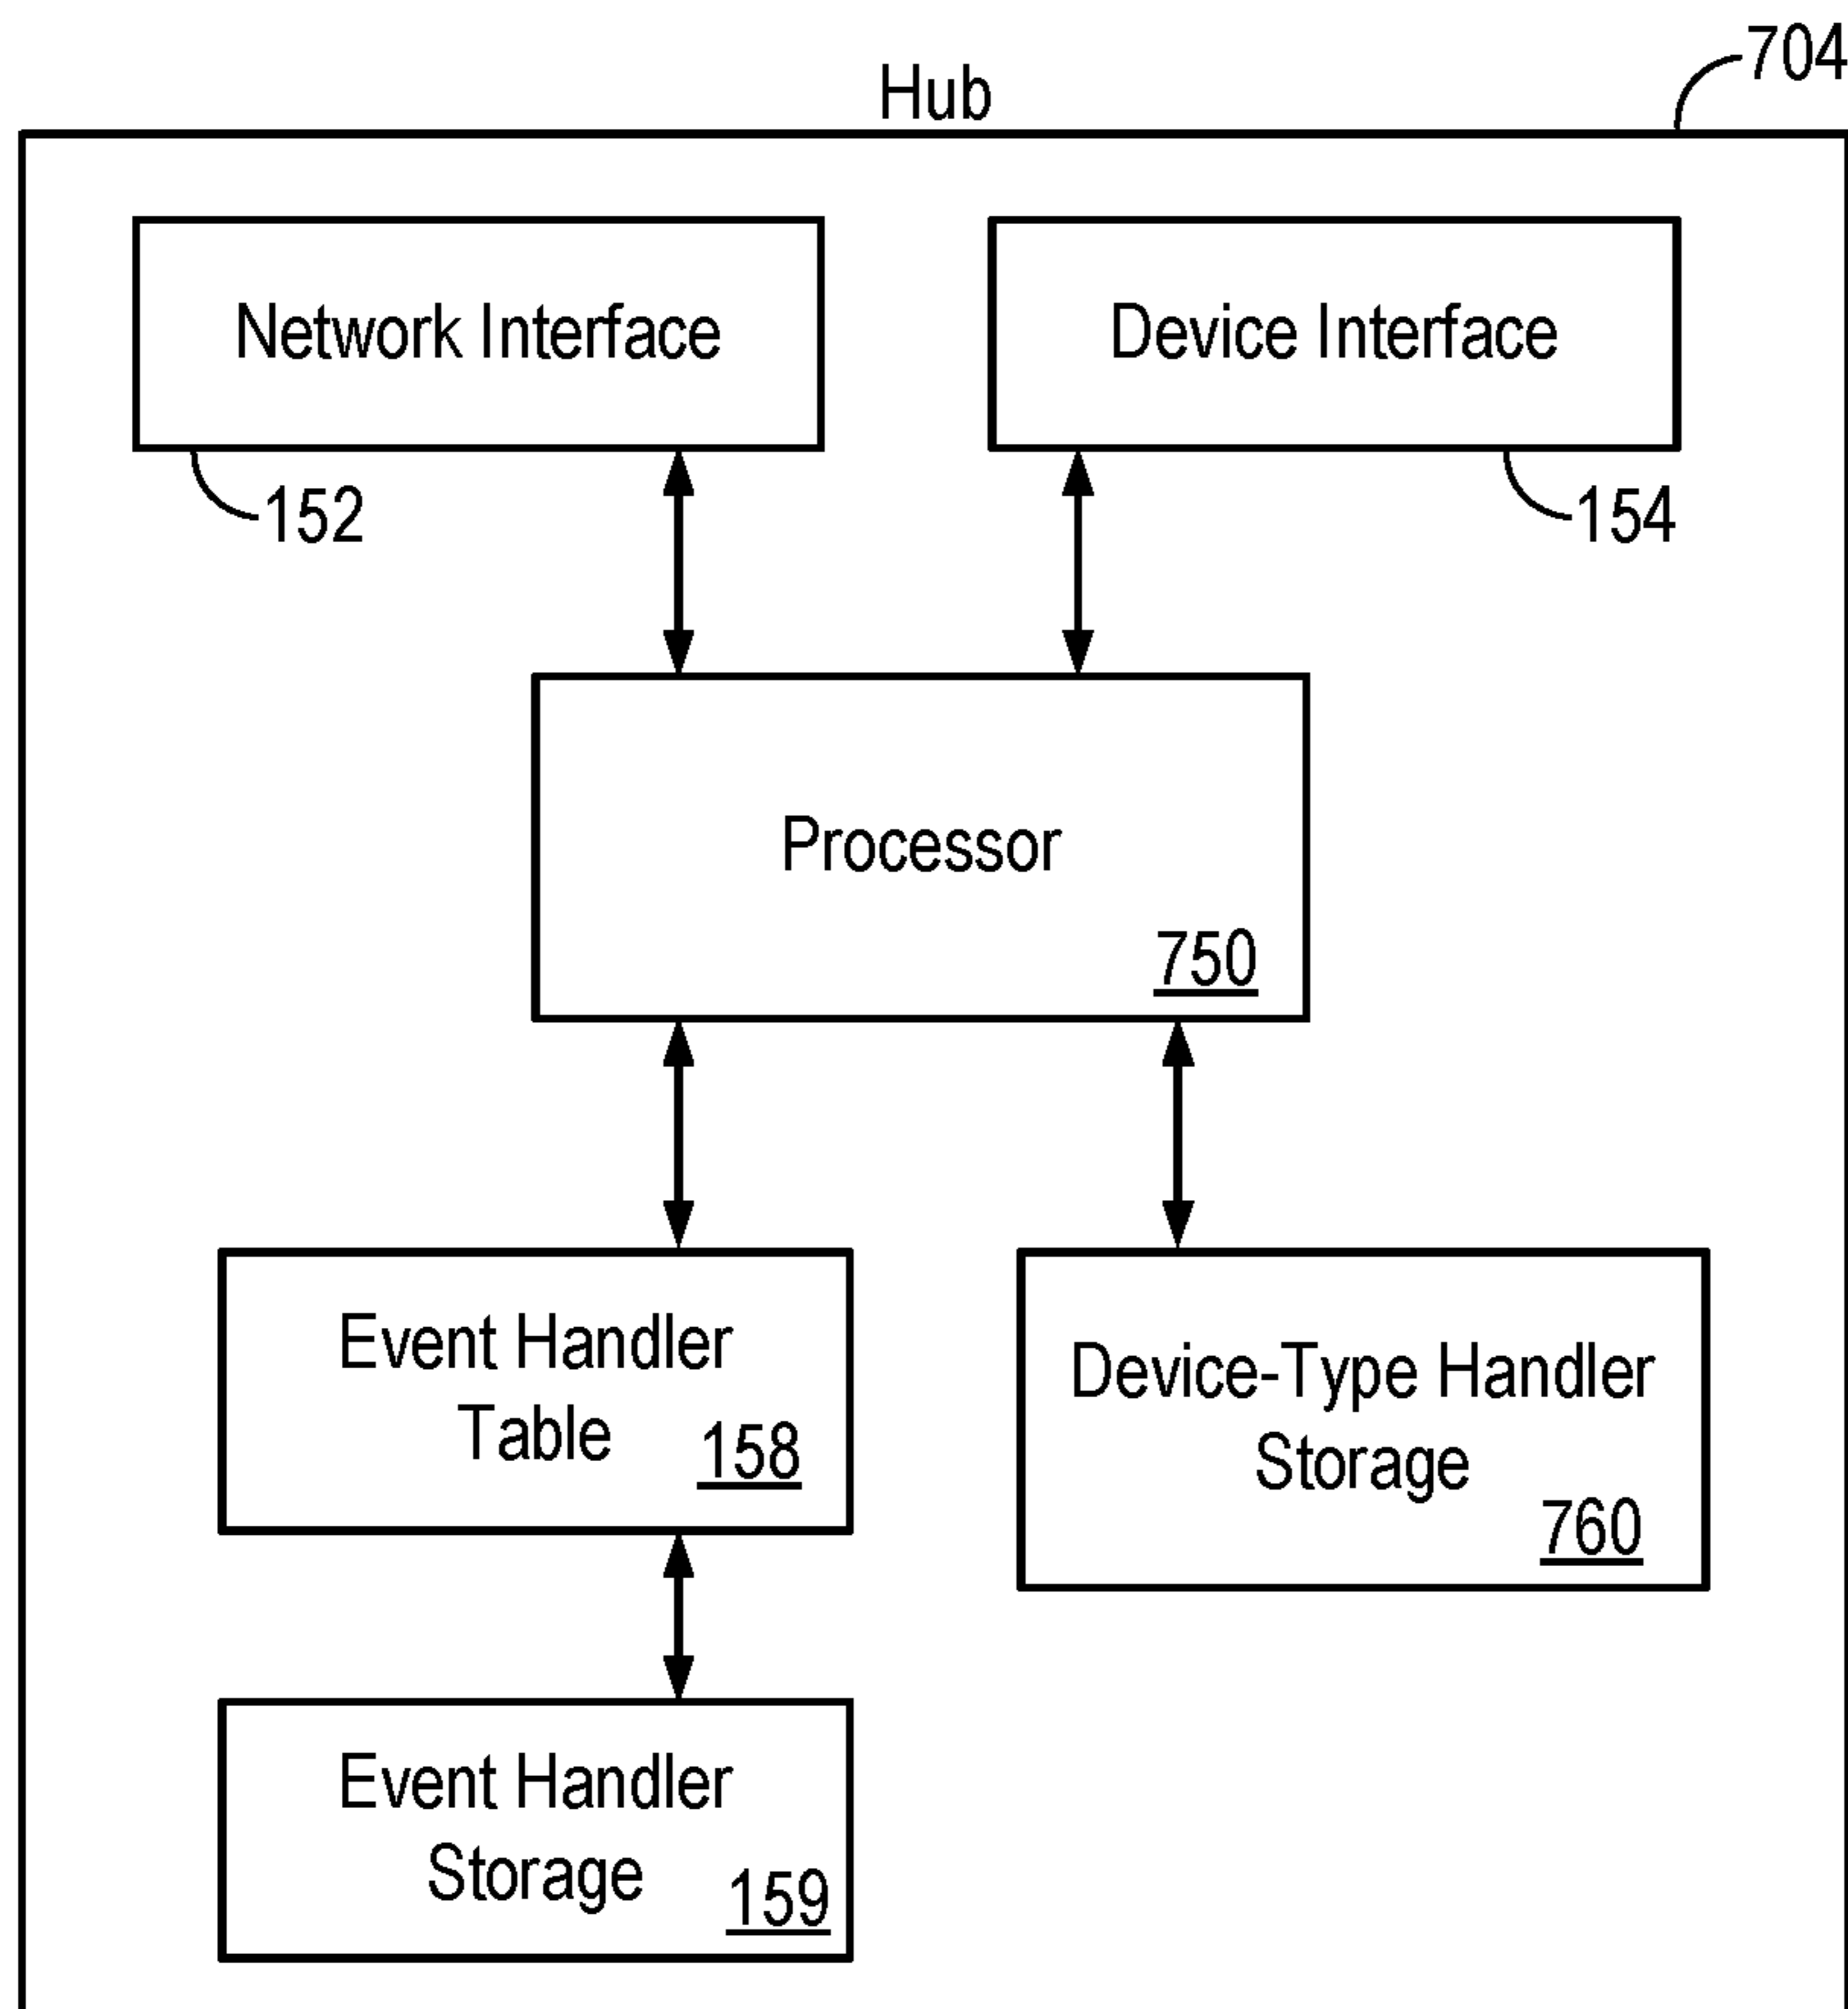 704
Hub
Network Interface
Device Interface
152
154
Processor
750
Event Handler
Table
158
Device-Type Handler
Storage
760
Event Handler
Storage
159